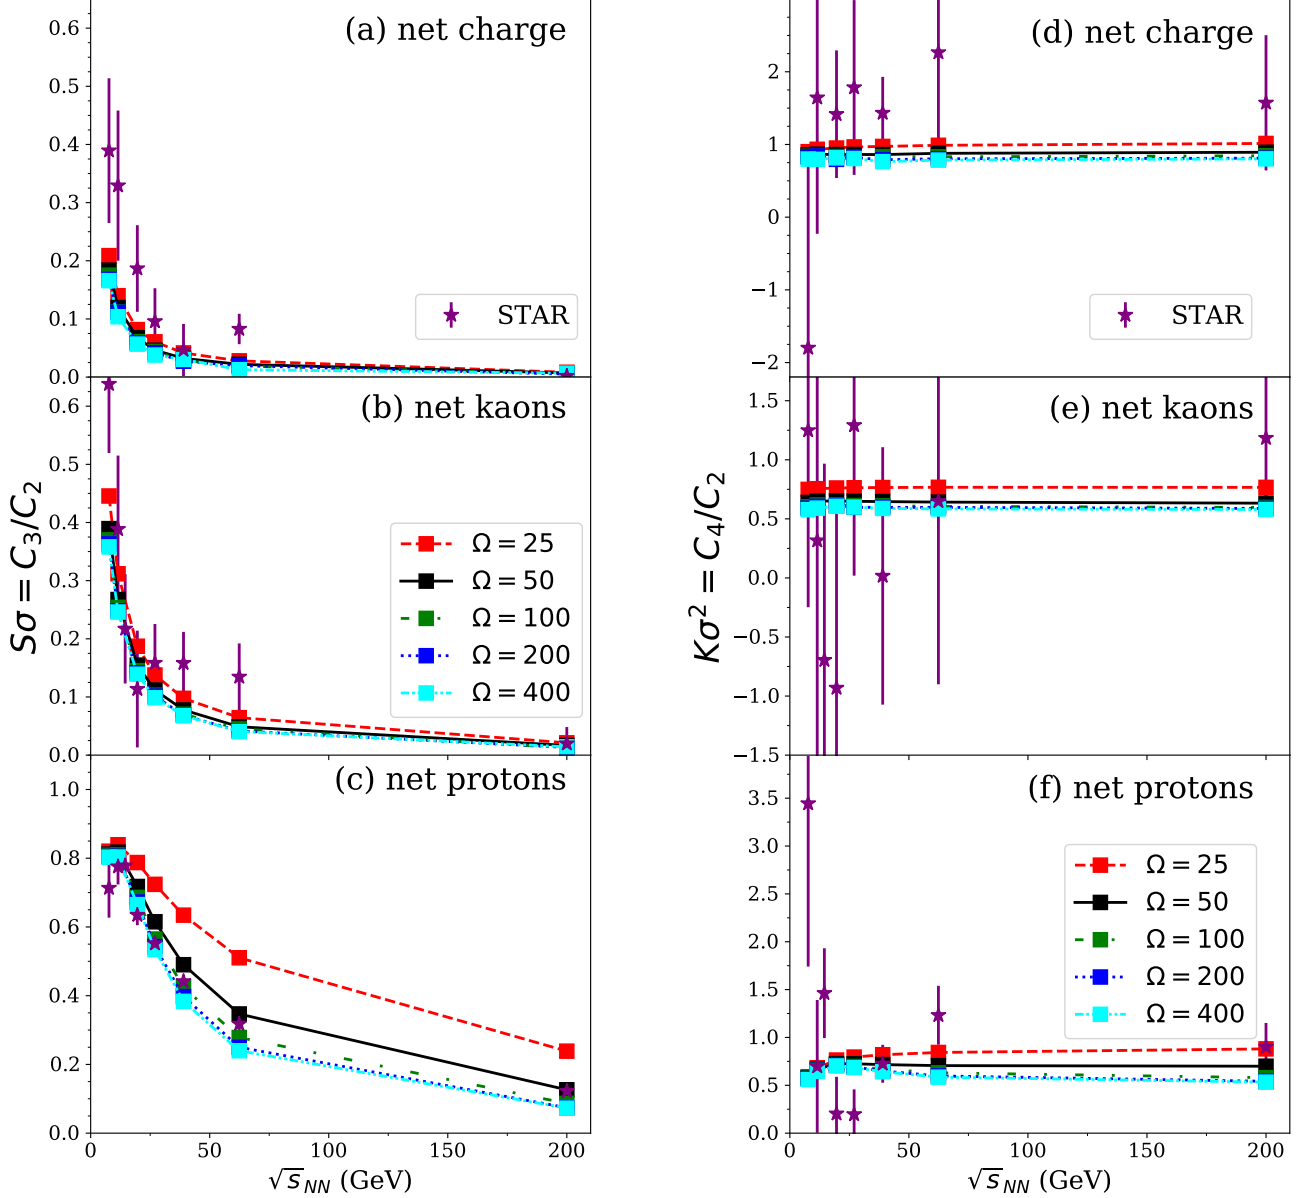 (a) net charge
0.6
0.5
0.4
0.3
0.2
0.1
0.0
STAR
(b) net kaons
0.6
0.5
0.4
0.3
0.2
0.1
0.0
Ω = 25
Ω = 50
Ω = 100
Ω = 200
Ω = 400
Sσ = C₃/C₂
(c) net protons
1.0
0.8
0.6
0.4
0.2
0.0
0 50 100 150 200
√s_NN (GeV)
(d) net charge
2
1
0
−1
−2
STAR
(e) net kaons
1.5
1.0
0.5
0.0
−0.5
−1.0
−1.5
Kσ² = C₄/C₂
(f) net protons
3.5
3.0
2.5
2.0
1.5
1.0
0.5
0.0
Ω = 25
Ω = 50
Ω = 100
Ω = 200
Ω = 400
0 50 100 150 200
√s_NN (GeV)